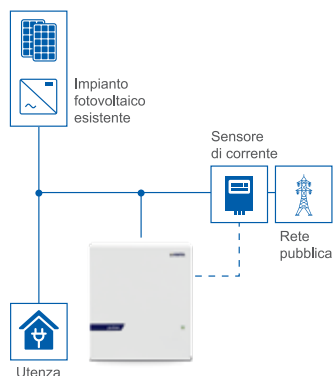 Impianto
fotovoltaico
esistente
Sensore
di corrente
Rete
pubblica
Utenza